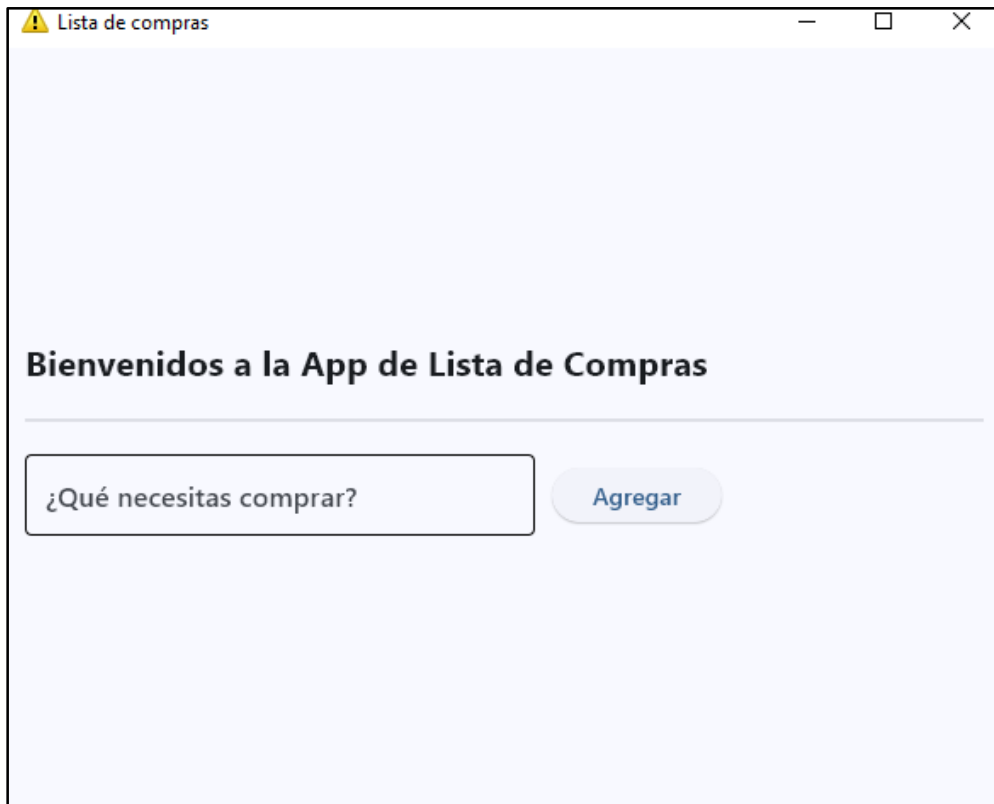 Lista de compras
Bienvenidos a la App de Lista de Compras
¿Qué necesitas comprar?
Agregar